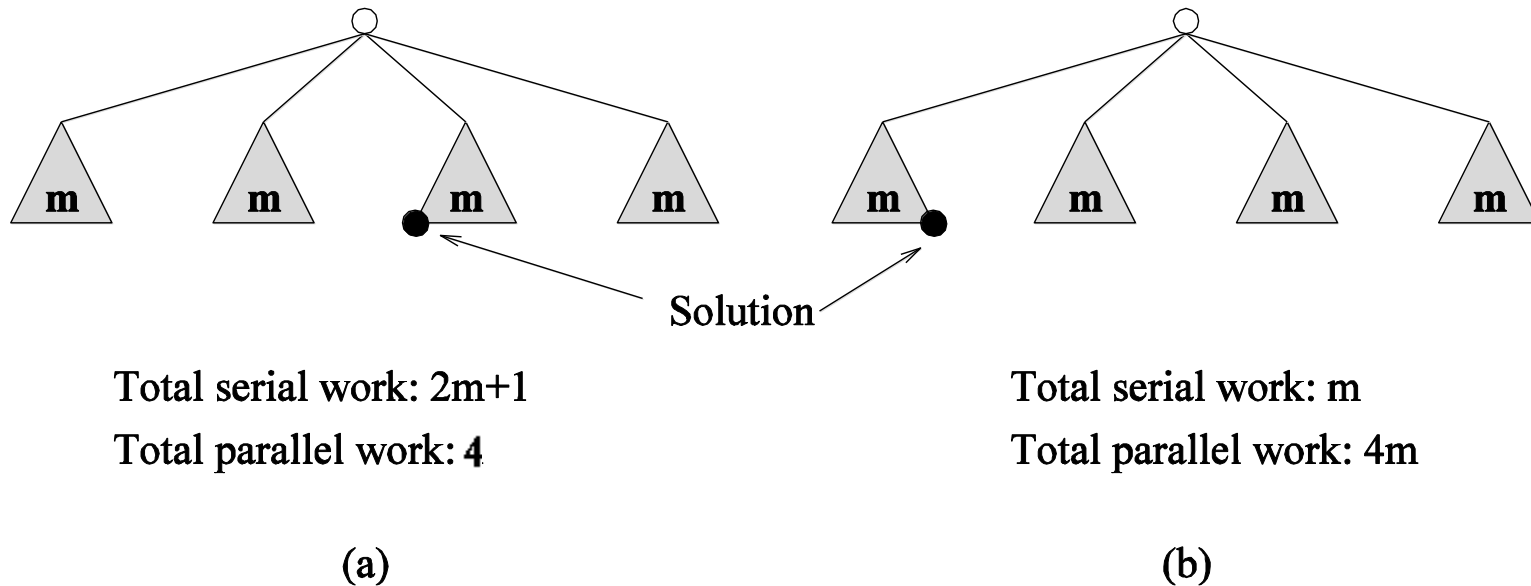 m m m m m m m m
Solution
Total serial work: 2m+1 Total serial work: m
Total parallel work: 4 Total parallel work: 4m
(a) (b)